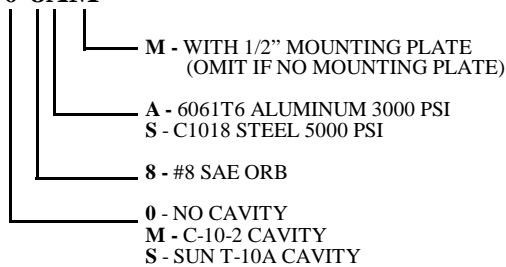 M - WITH 1/2” MOUNTING PLATE
(OMIT IF NO MOUNTING PLATE)
A - 6061T6 ALUMINUM 3000 PSI
S - C1018 STEEL 5000 PSI
8 - #8 SAE ORB
0 - NO CAVITY
M - C-10-2 CAVITY
S - SUN T-10A CAVITY